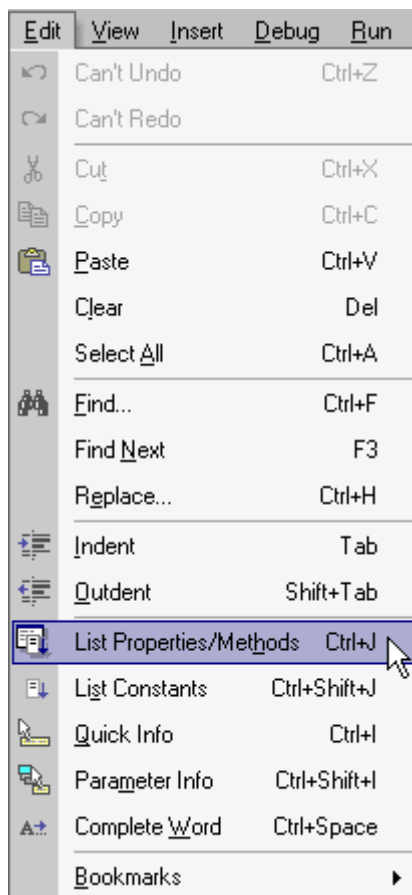 Edit View Insert Debug Run
Can't Undo Ctrl+Z
Can't Redo
Cut Ctrl+X
Copy Ctrl+C
Paste Ctrl+V
Clear Del
Select All Ctrl+A
Find... Ctrl+F
Find Next F3
Replace... Ctrl+H
Indent Tab
Outdent Shift+Tab
List Properties/Methods Ctrl+J
List Constants Ctrl+Shift+J
Quick Info Ctrl+I
Parameter Info Ctrl+Shift+I
Complete Word Ctrl+Space
Bookmarks